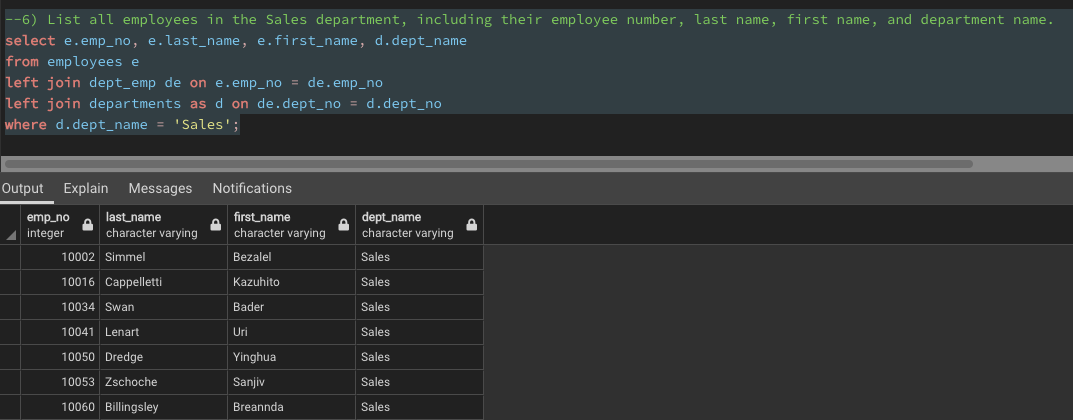 --6) List all employees in the Sales department, including their employee number, last name, first name, and department name.
select e.emp_no, e.last_name, e.first_name, d.dept_name
from employees e
left join dept_emp de on e.emp_no = de.emp_no
left join departments as d on de.dept_no = d.dept_no
where d.dept_name = 'Sales';
Output Explain Messages Notifications
emp_no last_name first_name dept_name
integer character varying character varying character varying
10002 Simmel Bezalel Sales
10016 Cappelletti Kazuhito Sales
10034 Swan Bader Sales
10041 Lenart Uri Sales
10050 Dredge Yinghua Sales
10053 Zschoche Sanjiv Sales
10060 Billingsley Breannda Sales